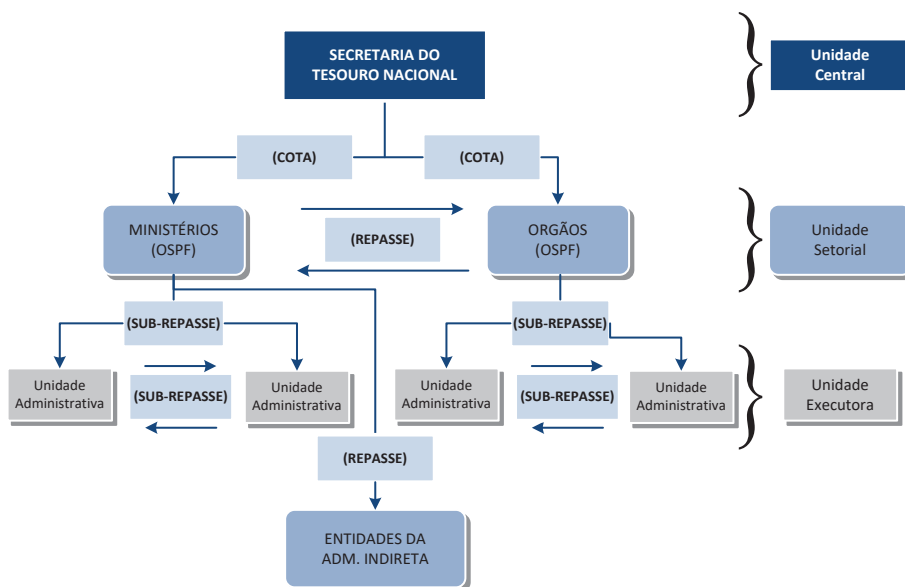 SECRETARIA DO
TESOURO NACIONAL
Unidade
Central
(COTA)
(COTA)
MINISTÉRIOS
(OSPF)
(REPASSE)
ORGÃOS
(OSPF)
Unidade
Setorial
(SUB-REPASSE)
(SUB-REPASSE)
Unidade
Administrativa
(SUB-REPASSE)
Unidade
Administrativa
Unidade
Administrativa
(SUB-REPASSE)
Unidade
Administrativa
Unidade
Executora
(REPASSE)
ENTIDADES DA
ADM. INDIRETA